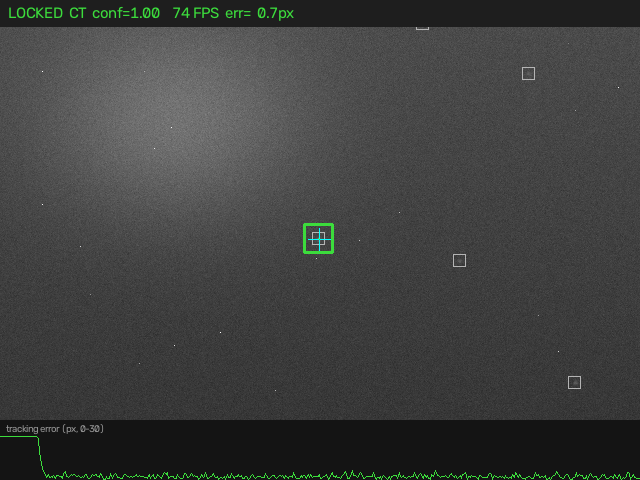 LOCKED CT conf=1.00 74 FPS err= 0.7px
tracking error (px, 0-30)